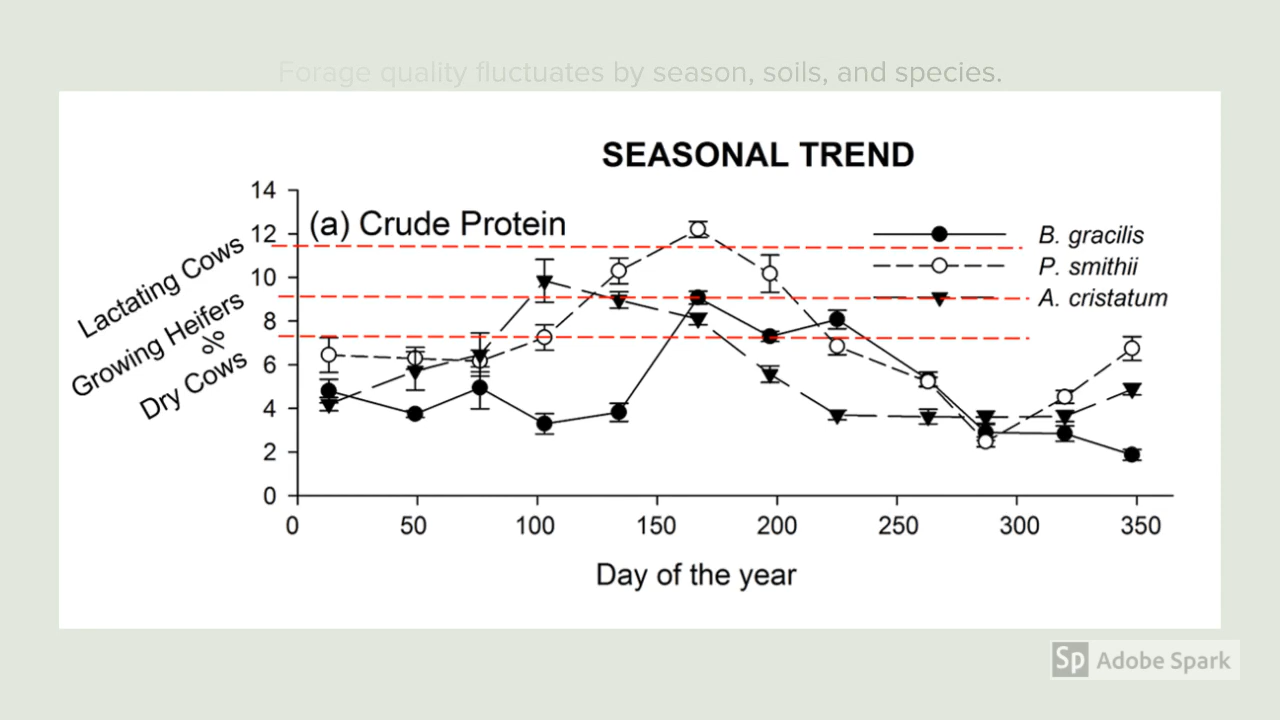 Forage quality fluctuates by season, soils, and species.
SEASONAL TREND
(a) Crude Protein
14
12
10
8
6
4
2
0
Lactating Cows
Growing Heifers
%
Dry Cows
B. gracilis
P. smithii
A. cristatum
0 50 100 150 200 250 300 350
Day of the year
Sp Adobe Spark